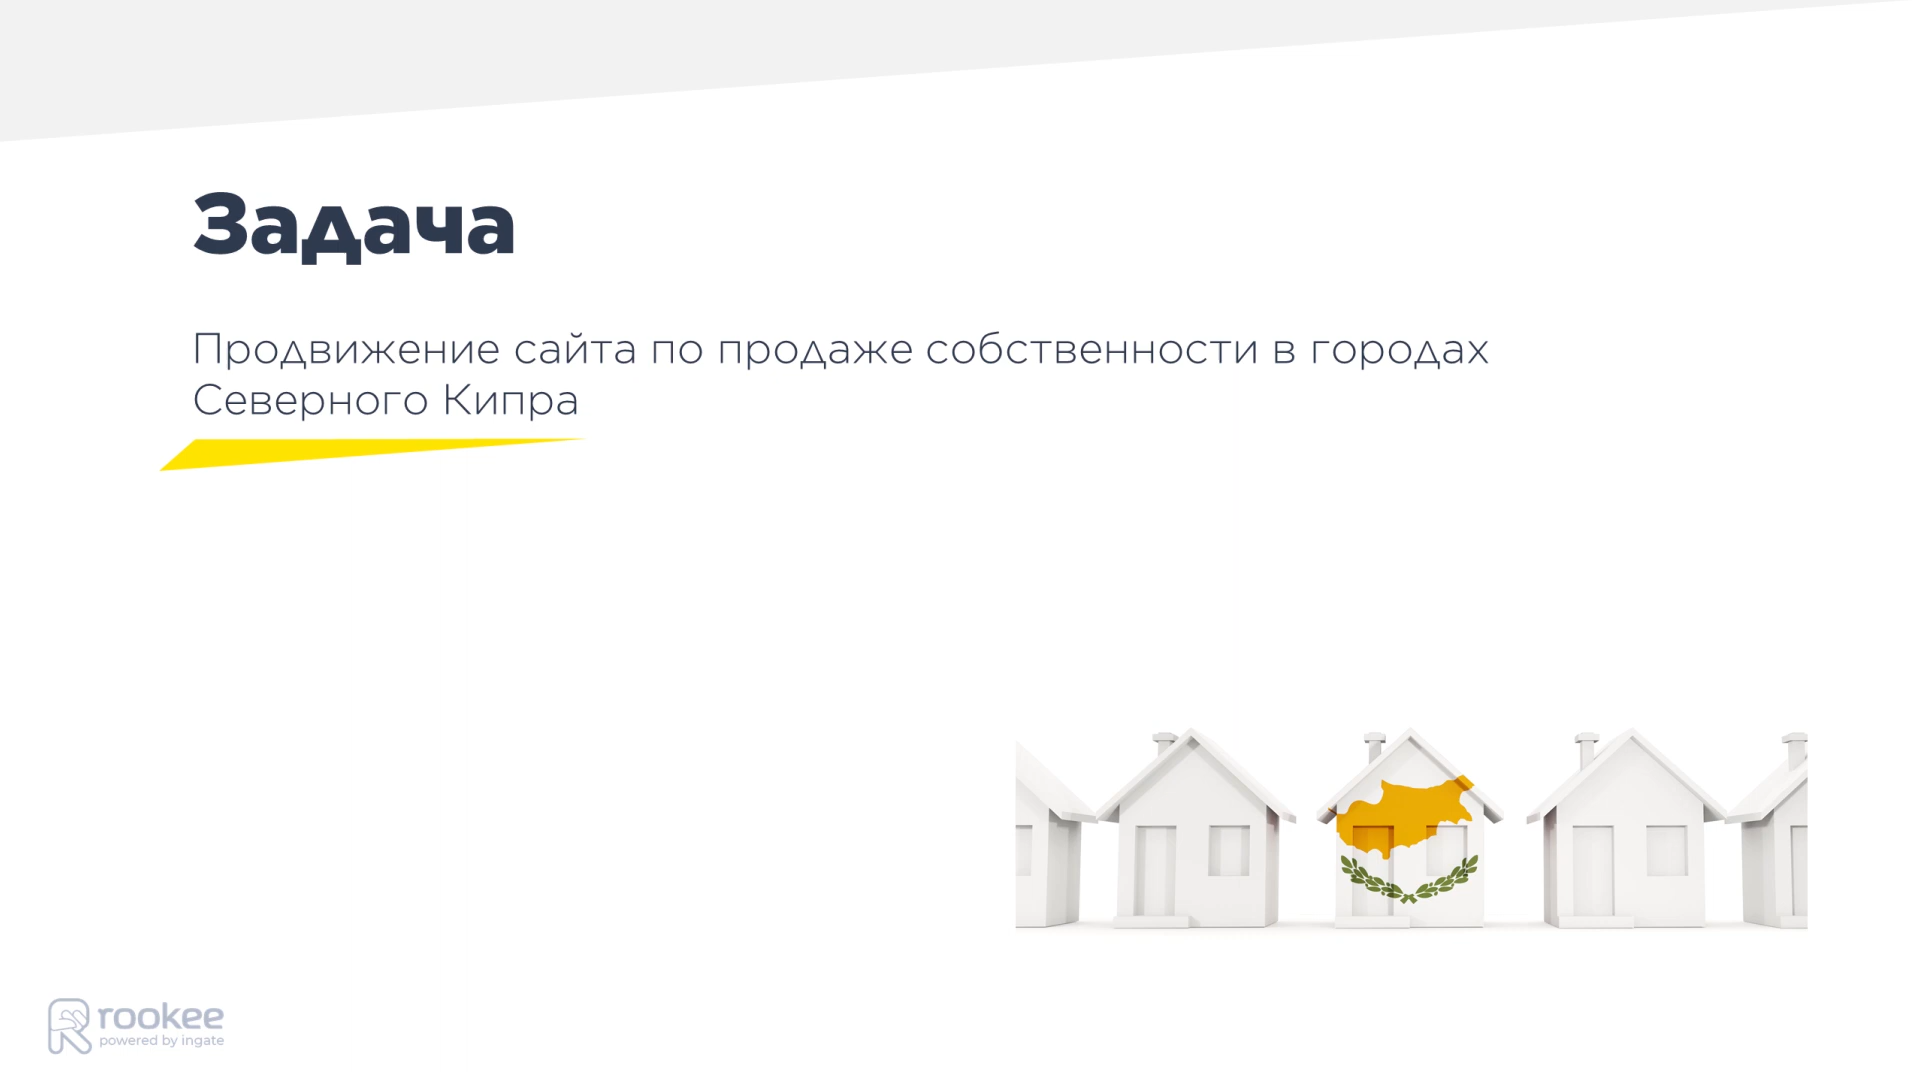 Задача
Продвижение сайта по продаже собственности в городах
Северного Кипра
rookee
powered by ingate